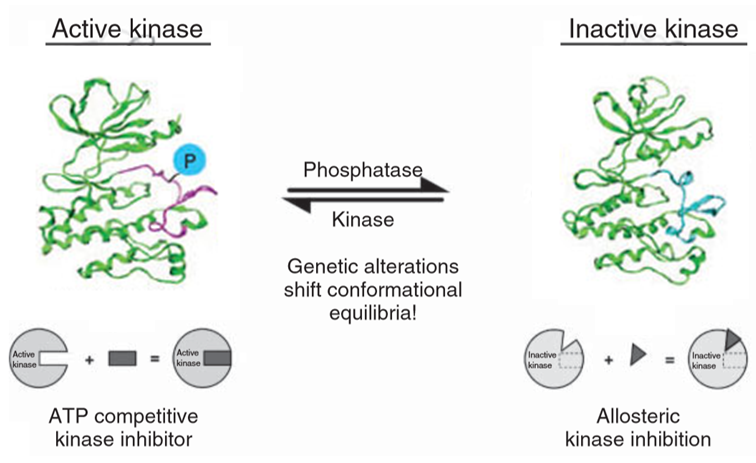 Active kinase
Inactive kinase
P
Phosphatase
Kinase
Genetic alterations
shift conformational
equilibria!
Active
kinase
+
=
Active
kinase
Inactive
kinase
+
=
Inactive
kinase
ATP competitive
kinase inhibitor
Allosteric
kinase inhibition